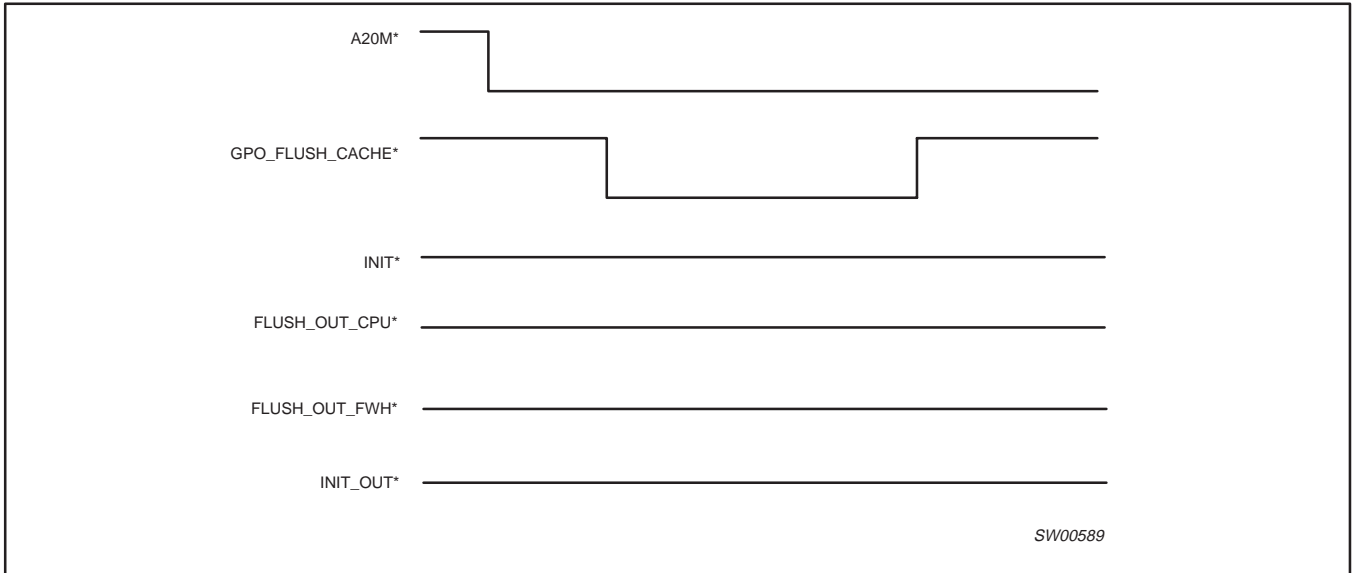 A20M*
GPO_FLUSH_CACHE*
INIT*
FLUSH_OUT_CPU*
FLUSH_OUT_FWH*
INIT_OUT*
SW00589